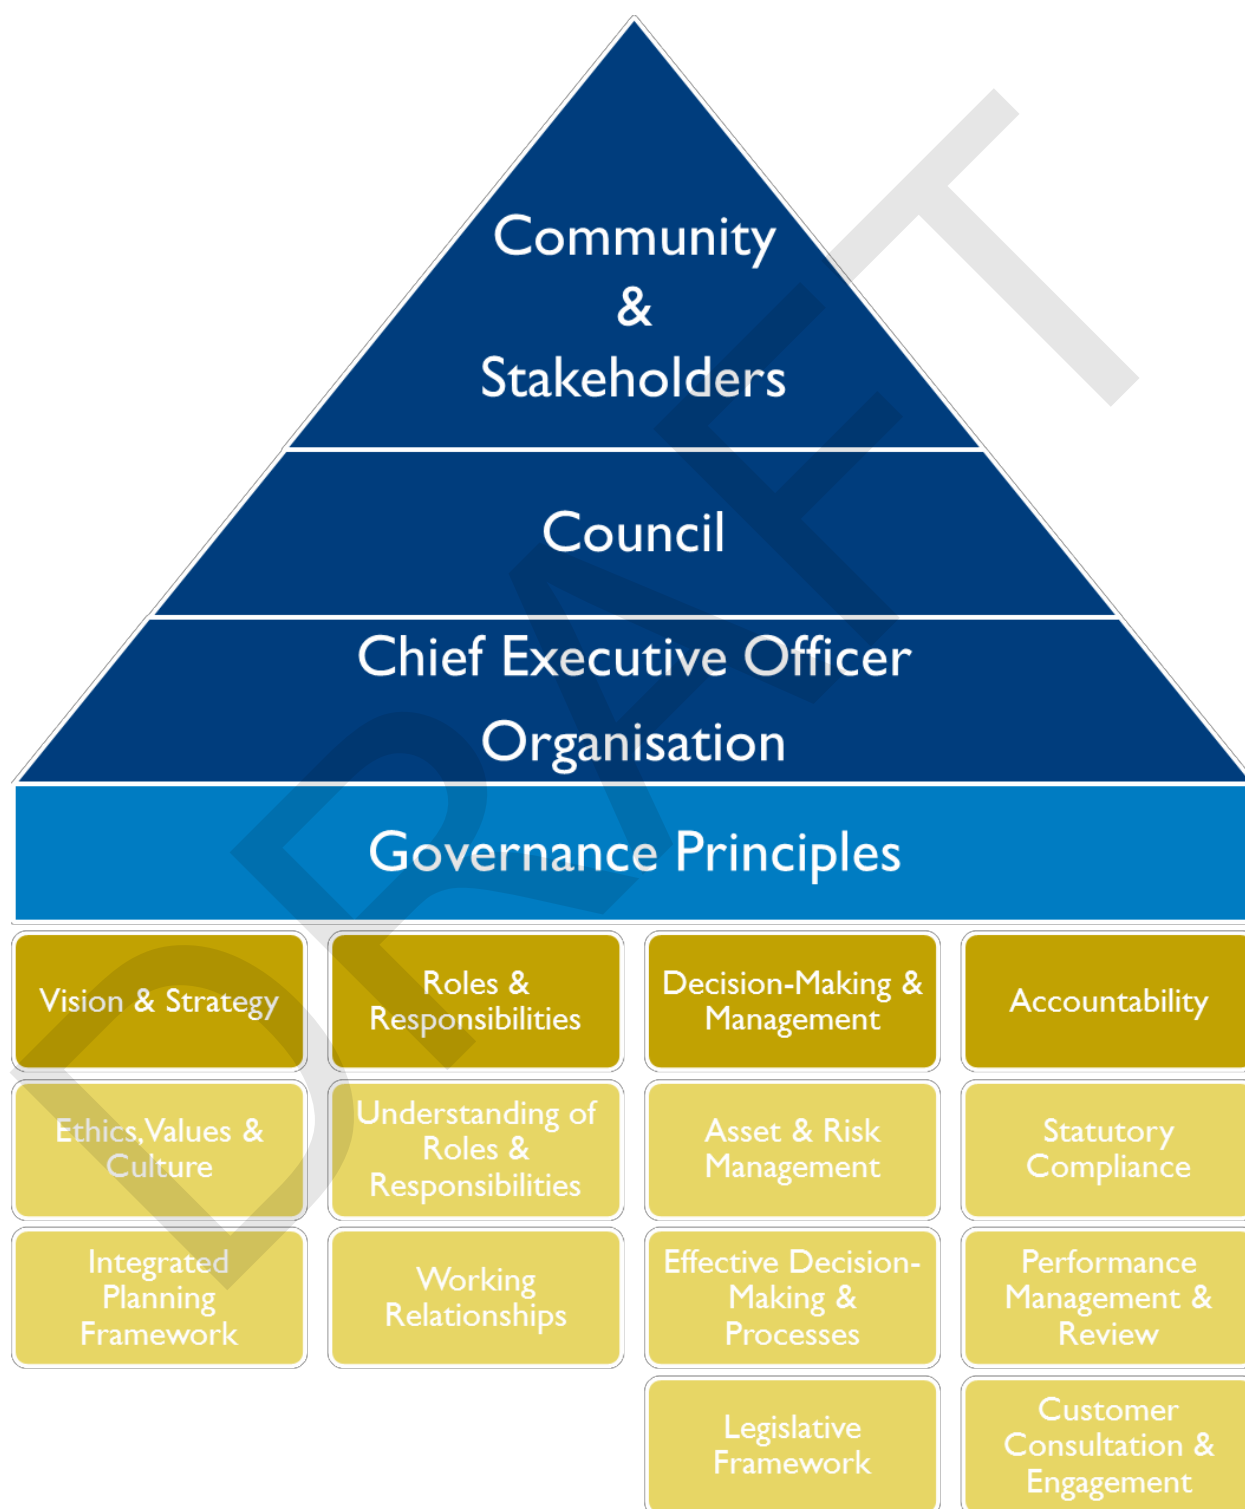 Community
&
Stakeholders
Council
Chief Executive Officer
Organisation
Governance Principles
Vision & Strategy
Roles &
Responsibilities
Decision-Making &
Management
Accountability
Ethics, Values &
Culture
Understanding of
Roles &
Responsibilities
Asset & Risk
Management
Statutory
Compliance
Integrated
Planning
Framework
Working
Relationships
Effective Decision-
Making &
Processes
Performance
Management &
Review
Legislative
Framework
Customer
Consultation &
Engagement
DRAFT